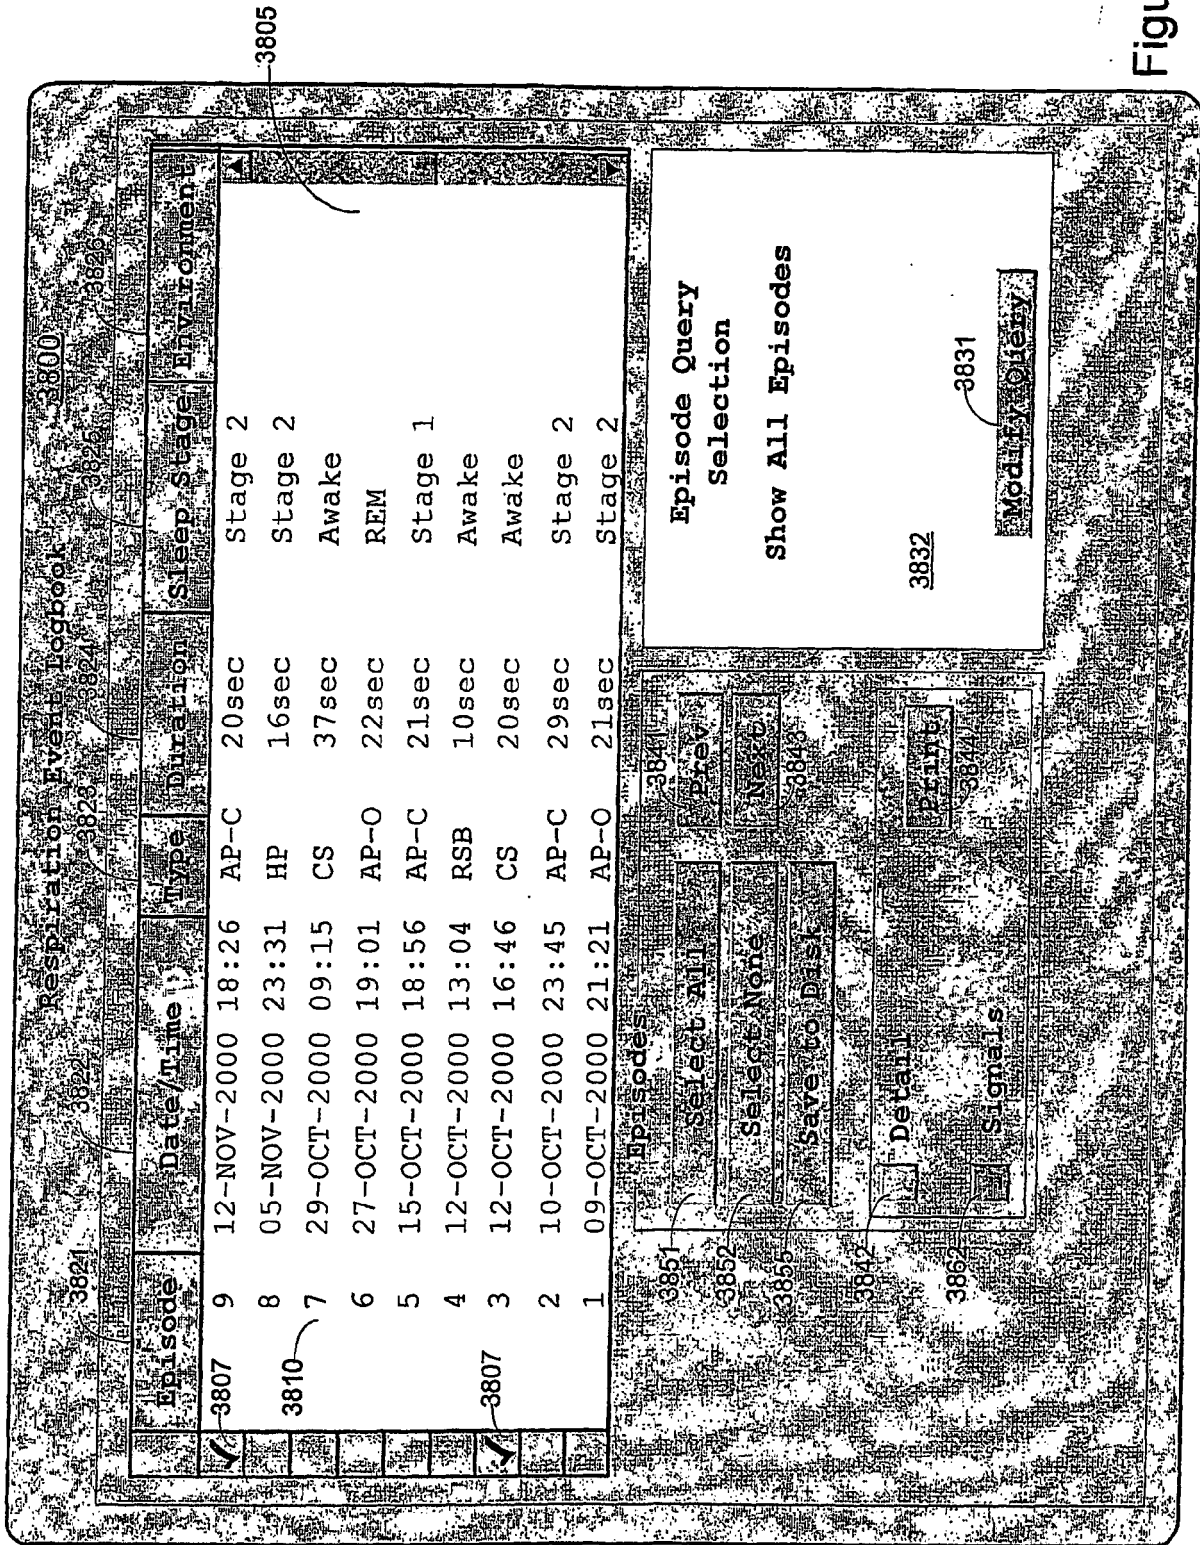 Respiration Event Logbook 3800
3821 3822 3823 3824 3825 3826
Episode Date/Time Type Duration Sleep Stage Environment
3807 9 12-NOV-2000 18:26 AP-C 20sec Stage 2
8 05-NOV-2000 23:31 HP 16sec Stage 2
3810 7 29-OCT-2000 09:15 CS 37sec Awake
6 27-OCT-2000 19:01 AP-O 22sec REM
5 15-OCT-2000 18:56 AP-C 21sec Stage 1
4 12-OCT-2000 13:04 RSB 10sec Awake
3807 3 12-OCT-2000 16:46 CS 20sec Awake
2 10-OCT-2000 23:45 AP-C 29sec Stage 2
1 09-OCT-2000 21:21 AP-O 21sec Stage 2
3805
Episodes
3851 Select All
3841 Prev
3852 Select None
Next 3843
3855 Save to Disk
3842 Detail
Print
3844
3862 Signals
Episode Query
Selection
Show All Episodes
3832
3831
Modify Query